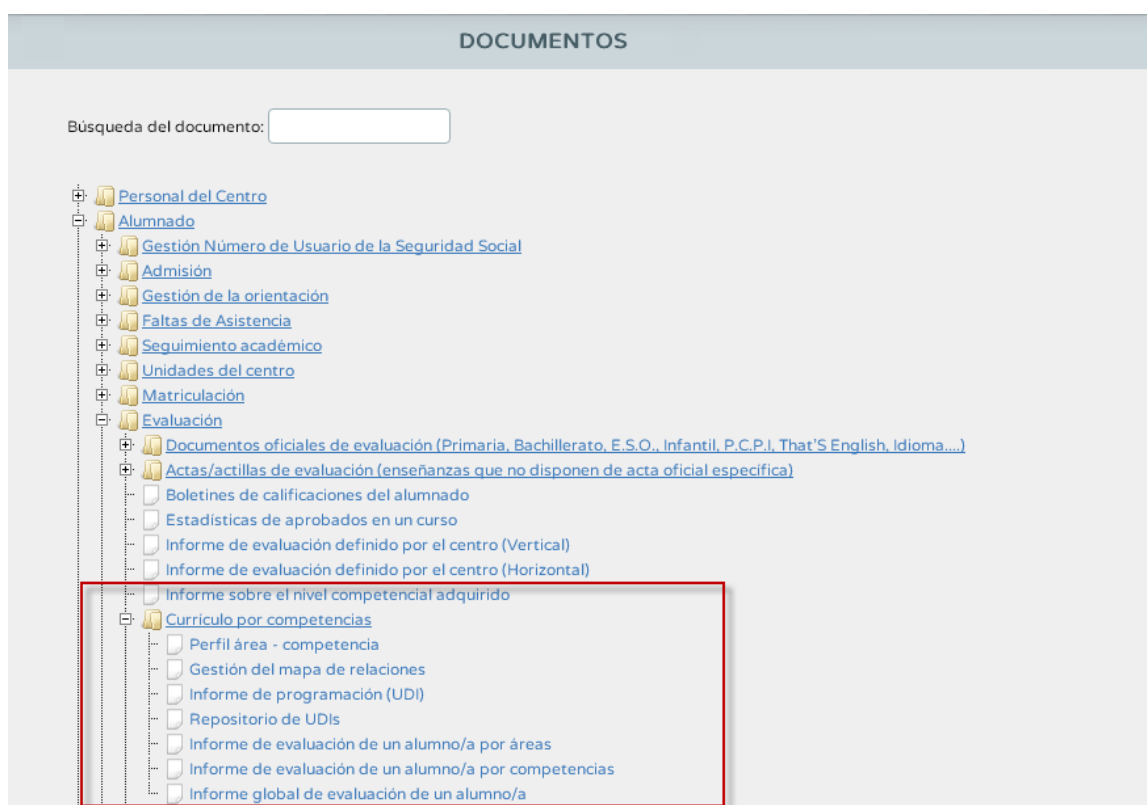 DOCUMENTOS
Búsqueda del documento:
Personal del Centro
Alumnado
Gestión Número de Usuario de la Seguridad Social
Admisión
Gestión de la orientación
Faltas de Asistencia
Seguimiento académico
Unidades del centro
Matriculación
Evaluación
Documentos oficiales de evaluación (Primaria, Bachillerato, E.S.O., Infantil, P.C.P.I, That'S English, Idioma....)
Actas/actillas de evaluación (enseñanzas que no disponen de acta oficial específica)
Boletines de calificaciones del alumnado
Estadísticas de aprobados en un curso
Informe de evaluación definido por el centro (Vertical)
Informe de evaluación definido por el centro (Horizontal)
Informe sobre el nivel competencial adquirido
Currículo por competencias
Perfil área - competencia
Gestión del mapa de relaciones
Informe de programación (UDI)
Repositorio de UDIs
Informe de evaluación de un alumno/a por áreas
Informe de evaluación de un alumno/a por competencias
Informe global de evaluación de un alumno/a